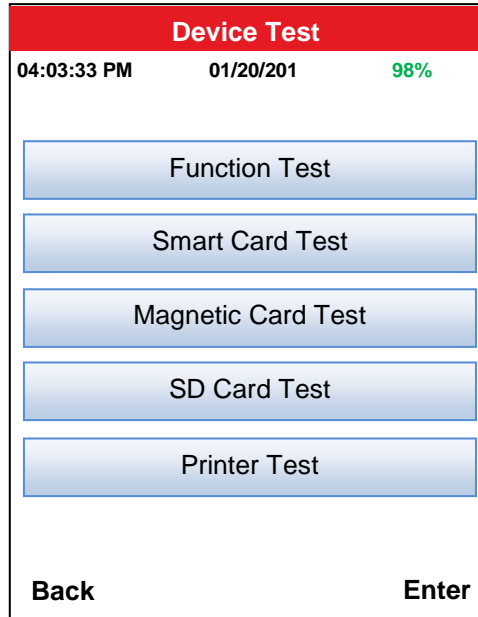 Device Test
04:03:33 PM 01/20/201 98%
Function Test
Smart Card Test
Magnetic Card Test
SD Card Test
Printer Test
Back Enter